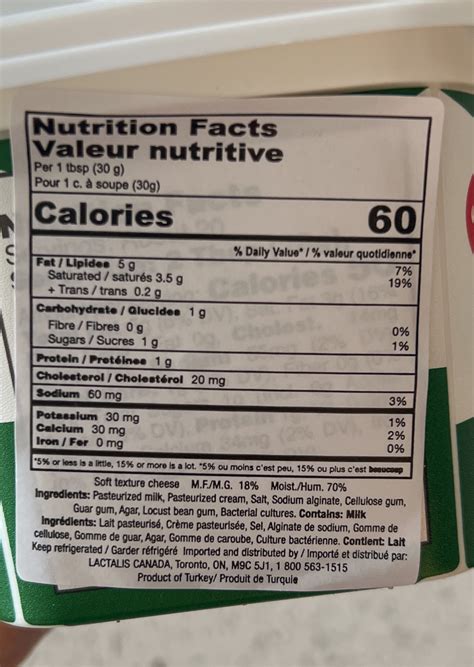 Nutrition Facts
Valeur nutritive
Per 1 tbsp (30 g)
Pour 1 c. à soupe (30g)
Calories 60
% Daily Value* / % valeur quotidienne*
Fat / Lipides 5 g 7%
Saturated / saturés 3.5 g 19%
+ Trans / trans 0.2 g
Carbohydrate / Glucides 1 g
Fibre / Fibres 0 g 0%
Sugars / Sucres 1 g 1%
Protein / Protéines 1 g
Cholesterol / Cholestérol 20 mg
Sodium 60 mg 3%
Potassium 30 mg 1%
Calcium 30 mg 2%
Iron / Fer 0 mg 0%
*5% or less is a little, 15% or more is a lot. *5% ou moins c'est peu, 15% ou plus c'est beaucoup
Soft texture cheese M.F./M.G. 18% Moist./Hum. 70%
Ingredients: Pasteurized milk, Pasteurized cream, Salt, Sodium alginate, Cellulose gum,
Guar gum, Agar, Locust bean gum, Bacterial cultures. Contains: Milk
Ingrédients: Lait pasteurisé, Crème pasteurisée, Sel, Alginate de sodium, Gomme de
cellulose, Gomme de guar, Agar, Gomme de caroube, Culture bactérienne. Contient: Lait
Keep refrigerated / Garder réfrigéré Imported and distributed by / Importé et distribué par:
LACTALIS CANADA, Toronto, ON, M9C 5J1, 1 800 563-1515
Product of Turkey/ Produit de Turquie